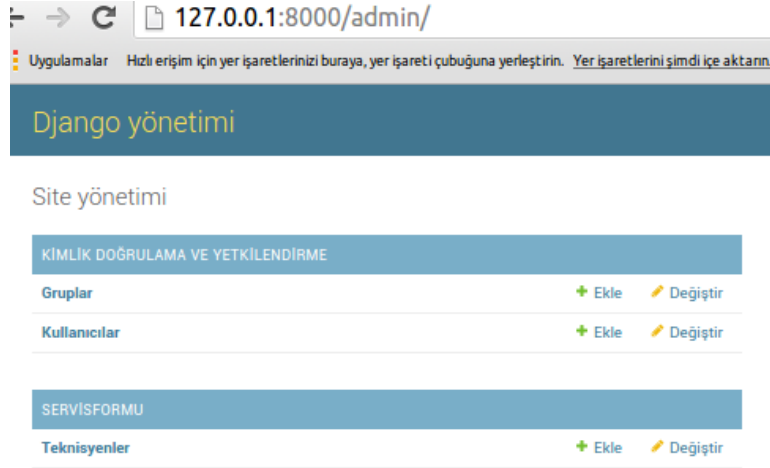 127.0.0.1:8000/admin/
Uygulamalar Hızlı erişim için yer işaretlerinizi buraya, yer işareti çubuğuna yerleştirin. Yer işaretlerini şimdi içe aktarın
Django yönetimi
Site yönetimi
KİMLİK DOĞRULAMA VE YETKİLENDİRME
Gruplar Ekle Değiştir
Kullanıcılar Ekle Değiştir
SERVİSFORMU
Teknisyenler Ekle Değiştir